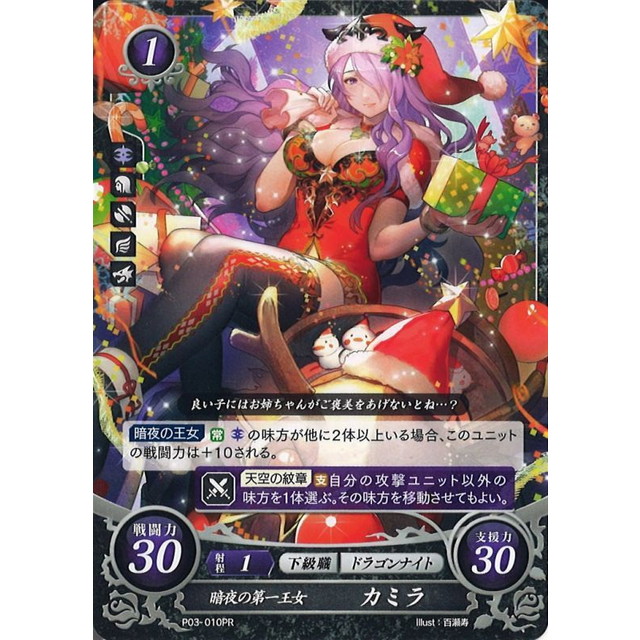 1
良い子にはお姉ちゃんがご褒美をあげないとね…?
暗夜の王女 常 の味方が他に2体以上いる場合、このユニット
の戦闘力は+10される。
天空の紋章 支 自分の攻撃ユニット以外の
味方を1体選ぶ。その味方を移動させてもよい。
戦闘力 30
射程 1
下級職
ドラゴンナイト
支援力 30
暗夜の第一王女 カミラ
P03-010PR
Illust:百瀬寿